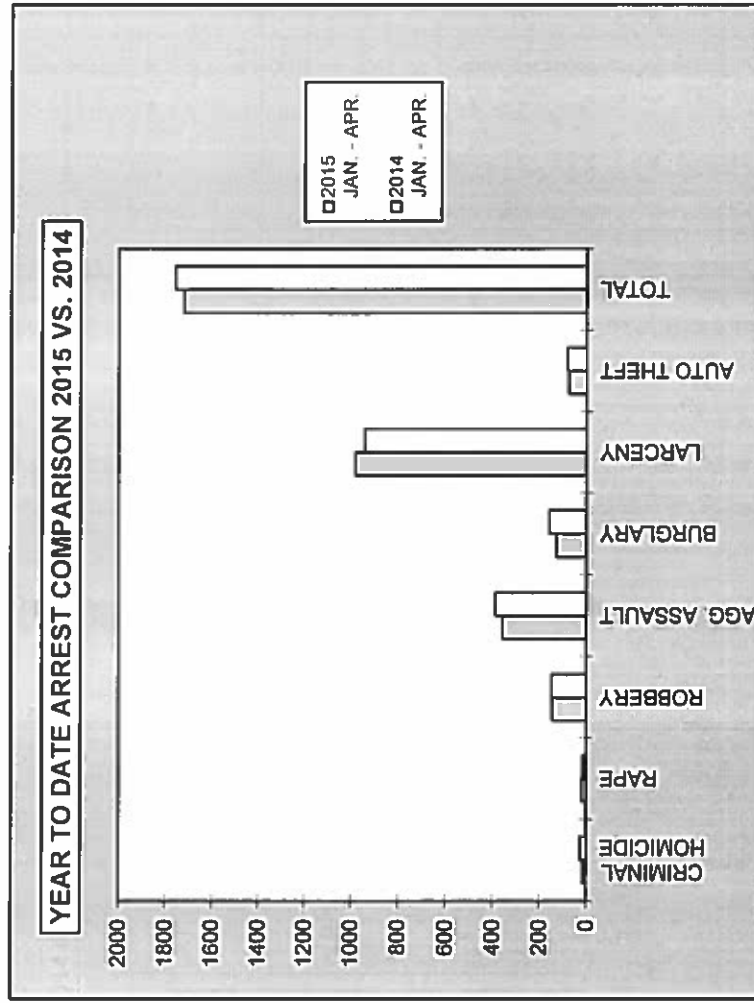 YEAR TO DATE ARREST COMPARISON 2015 VS. 2014
2000
1800
1600
1400
1200
1000
800
600
400
200
0
CRIMINAL
HOMICIDE
RAPE
ROBBERY
AGG. ASSAULT
BURGLARY
LARCENY
AUTO THEFT
TOTAL
2015
JAN. - APR.
2014
JAN. - APR.